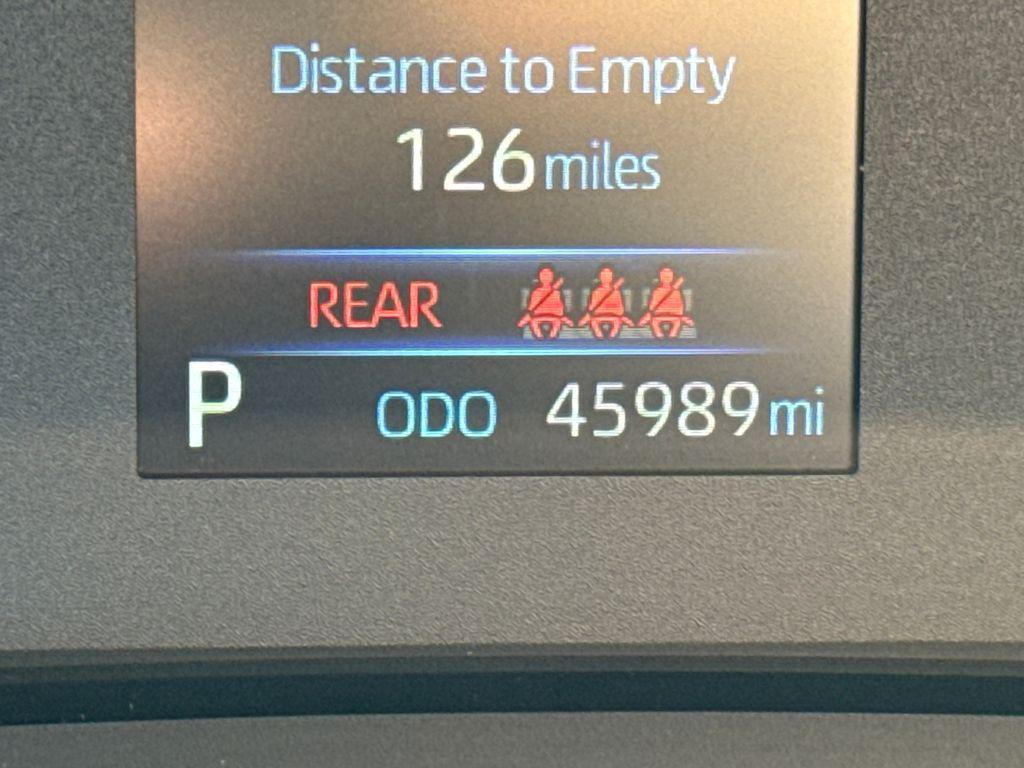 Distance to Empty
126 miles
REAR
P ODO 45989 mi